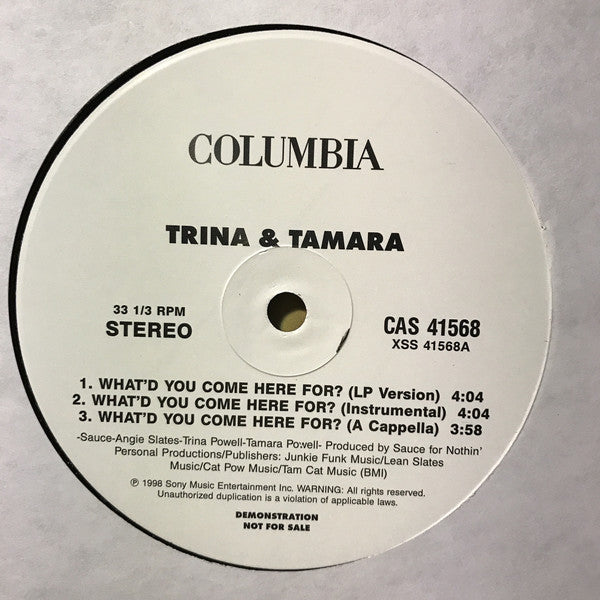 COLUMBIA
TRINA & TAMARA
33 1/3 RPM
STEREO
CAS 41568
XSS 41568A
1. WHAT'D YOU COME HERE FOR? (LP Version) 4:04
2. WHAT'D YOU COME HERE FOR? (Instrumental) 4:04
3. WHAT'D YOU COME HERE FOR? (A Cappella) 3:58
-Sauce-Angie Slates-Trina Powell-Tamara Powell- Produced by Sauce for Nothin'
Personal Productions/Publishers: Junkie Funk Music/Lean Slates
Music/Cat Pow Music/Tam Cat Music (BMI)
℗ 1998 Sony Music Entertainment Inc. WARNING: All rights reserved.
Unauthorized duplication is a violation of applicable laws.
DEMONSTRATION
NOT FOR SALE